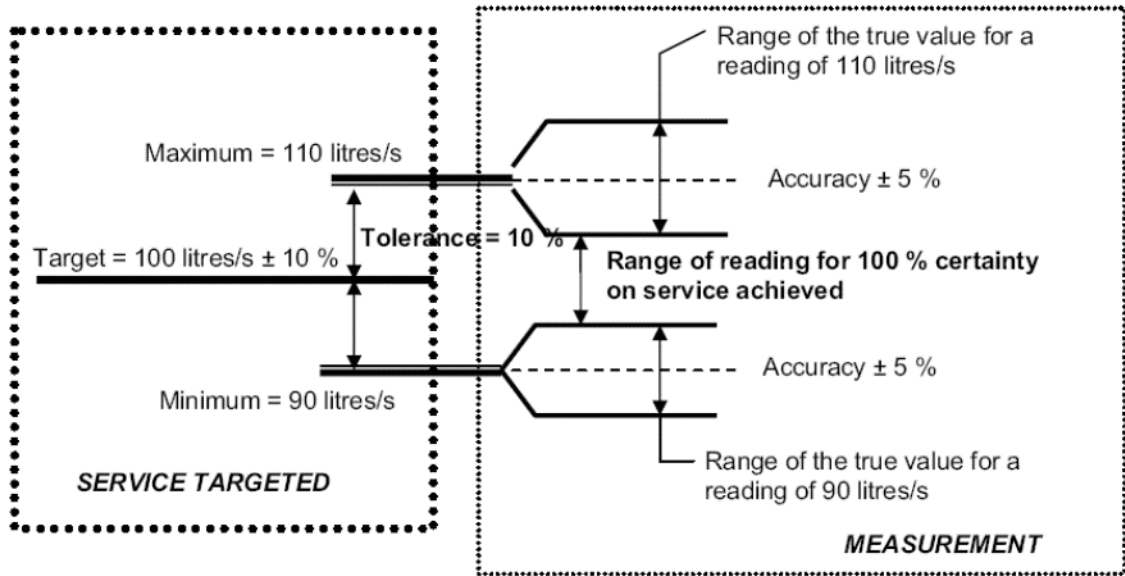 Range of the true value for a
reading of 110 litres/s
Maximum = 110 litres/s
Accuracy ± 5 %
Tolerance = 10 %
Target = 100 litres/s ± 10 %
Range of reading for 100 % certainty
on service achieved
Accuracy ± 5 %
Minimum = 90 litres/s
Range of the true value for a
reading of 90 litres/s
SERVICE TARGETED
MEASUREMENT